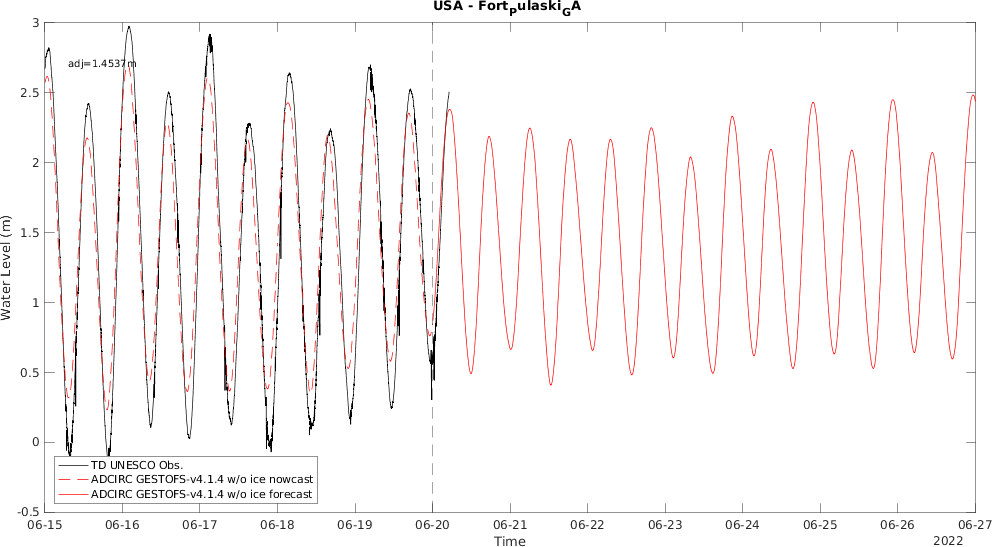 USA - FortPulaskiGA
3
adj=1.4537m
2.5
2
1.5
Water Level (m)
1
0.5
0
TD UNESCO Obs.
ADCIRC GESTOFS-v4.1.4 w/o ice nowcast
ADCIRC GESTOFS-v4.1.4 w/o ice forecast
-0.5
06-15 06-16 06-17 06-18 06-19 06-20 06-21 06-22 06-23 06-24 06-25 06-26 06-27
Time
2022